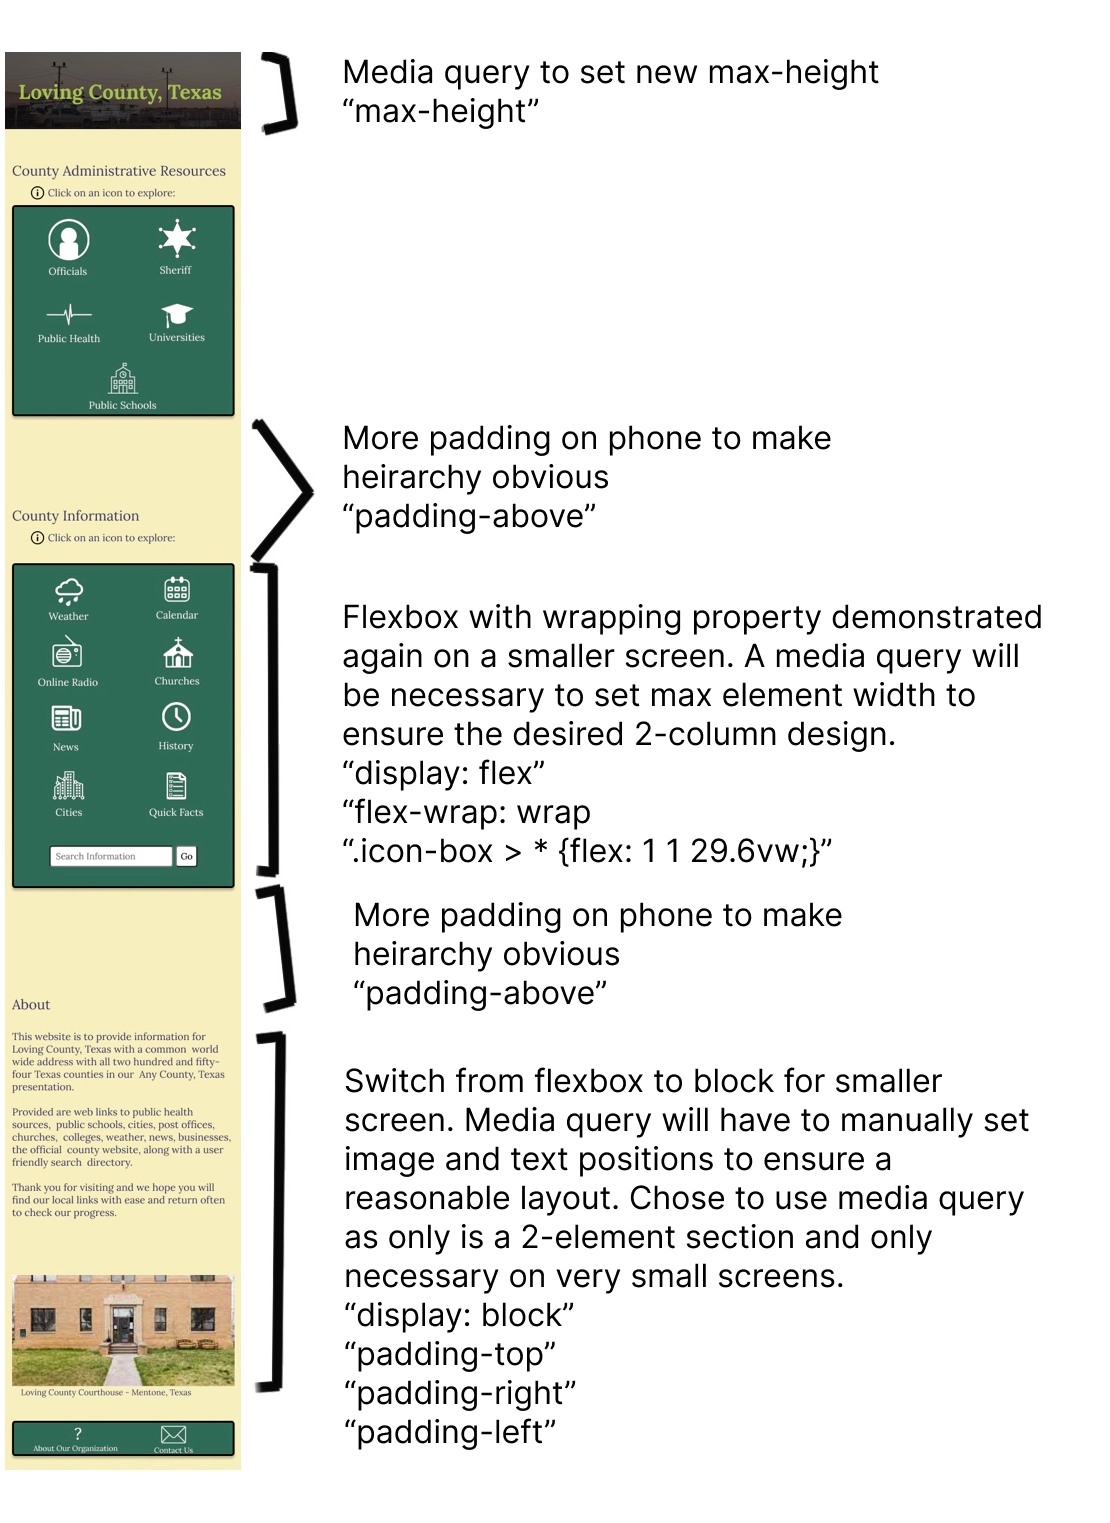 Loving County, Texas
County Administrative Resources
Click on an icon to explore:
Officials
Sheriff
Public Health
Universities
Public Schools
County Information
Click on an icon to explore:
Weather
Calendar
Online Radio
Churches
News
History
Cities
Quick Facts
Search Information
Go
About
This website is to provide information for
Loving County, Texas with a common world
wide address with all two hundred and fifty-
four Texas counties in our Any County, Texas
presentation.
Provided are web links to public health
sources, public schools, cities, post offices,
churches, colleges, weather, news, businesses,
the official county website, along with a user
friendly search directory.
Thank you for visiting and we hope you will
find our local links with ease and return often
to check our progress.
Loving County Courthouse - Mentone, Texas
?
About Our Organization
Contact Us
Media query to set new max-height
“max-height”
More padding on phone to make
heirarchy obvious
“padding-above”
Flexbox with wrapping property demonstrated
again on a smaller screen. A media query will
be necessary to set max element width to
ensure the desired 2-column design.
“display: flex”
“flex-wrap: wrap
“.icon-box > * {flex: 1 1 29.6vw;}”
More padding on phone to make
heirarchy obvious
“padding-above”
Switch from flexbox to block for smaller
screen. Media query will have to manually set
image and text positions to ensure a
reasonable layout. Chose to use media query
as only is a 2-element section and only
necessary on very small screens.
“display: block”
“padding-top”
“padding-right”
“padding-left”